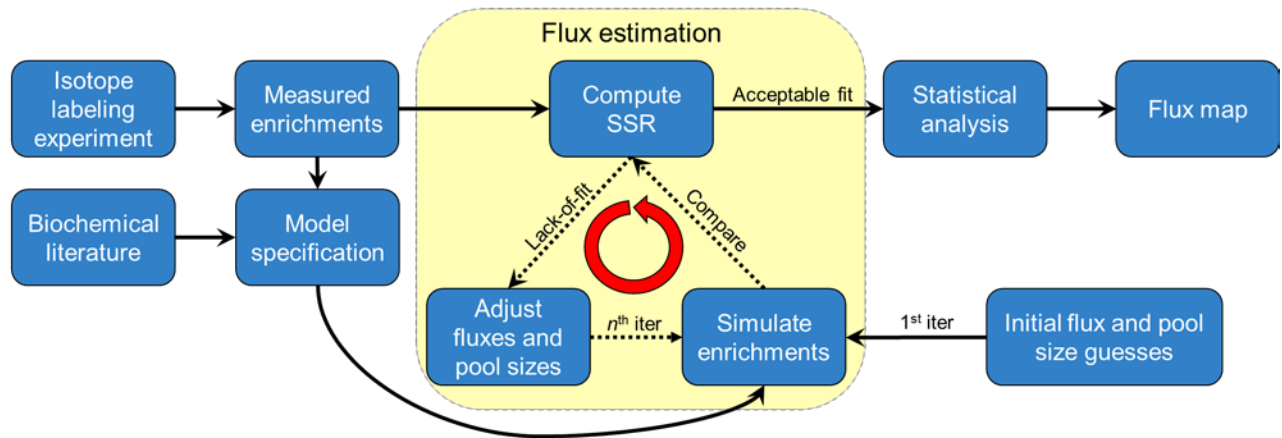 Flux estimation
Isotope
labeling
experiment
Measured
enrichments
Compute
SSR
Acceptable fit
Statistical
analysis
Flux map
Biochemical
literature
Model
specification
Lack-of-fit
Compare
Adjust
fluxes and
pool sizes
nth iter
Simulate
enrichments
1st iter
Initial flux and pool
size guesses